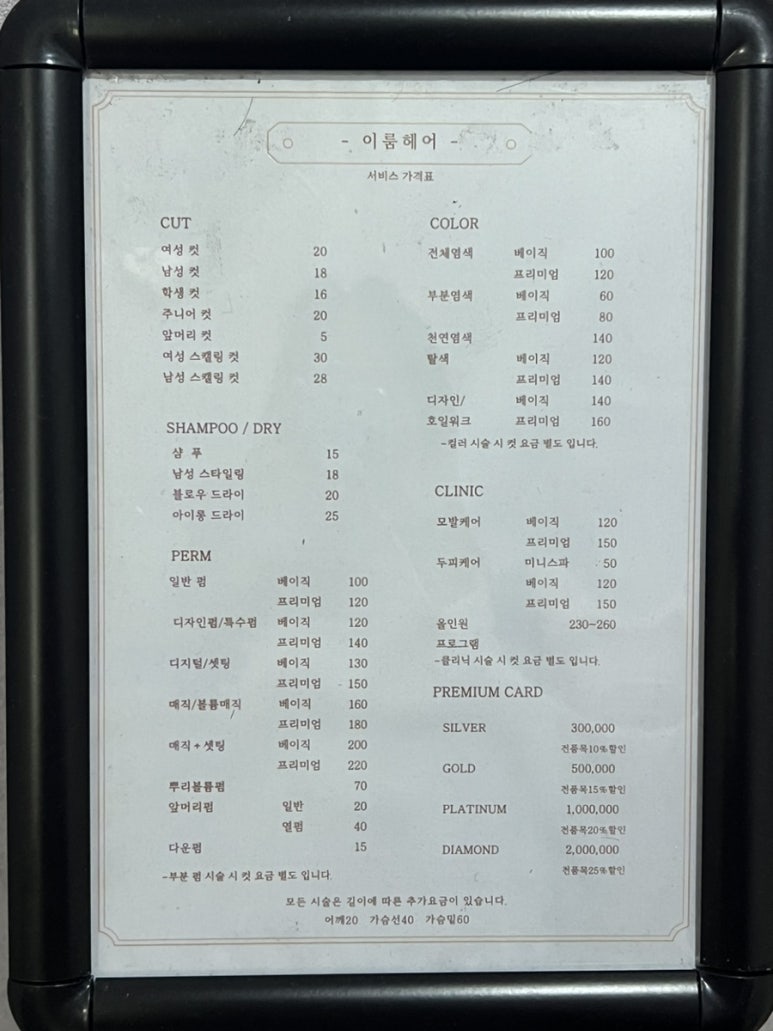 - 이룸헤어 -
서비스 가격표
CUT
여성 컷 20
남성 컷 18
학생 컷 16
주니어 컷 20
앞머리 컷 5
여성 스캘링 컷 30
남성 스캘링 컷 28
SHAMPOO / DRY
샴 푸 15
남성 스타일링 18
블로우 드라이 20
아이롱 드라이 25
PERM
일반 펌 베이직 100
프리미엄 120
디자인펌/특수펌 베이직 120
프리미엄 140
디지털/셋팅 베이직 130
프리미엄 150
매직/볼륨매직 베이직 160
프리미엄 180
매직 + 셋팅 베이직 200
프리미엄 220
뿌리볼륨펌 70
앞머리펌 일반 20
열펌 40
다운펌 15
-부분 펌 시술 시 컷 요금 별도 입니다.
COLOR
전체염색 베이직 100
프리미엄 120
부분염색 베이직 60
프리미엄 80
천연염색 140
탈색 베이직 120
프리미엄 140
디자인/ 베이직 140
호일워크 프리미엄 160
-컬러 시술 시 컷 요금 별도 입니다.
CLINIC
모발케어 베이직 120
프리미엄 150
두피케어 미니스파 50
베이직 120
프리미엄 150
올인원 230~260
프로그램
-클리닉 시술 시 컷 요금 별도 입니다.
PREMIUM CARD
SILVER 300,000
전품목10%할인
GOLD 500,000
전품목15%할인
PLATINUM 1,000,000
전품목20%할인
DIAMOND 2,000,000
전품목25%할인
모든 시술은 길이에 따른 추가요금이 있습니다.
어깨20 가슴선40 가슴밑60